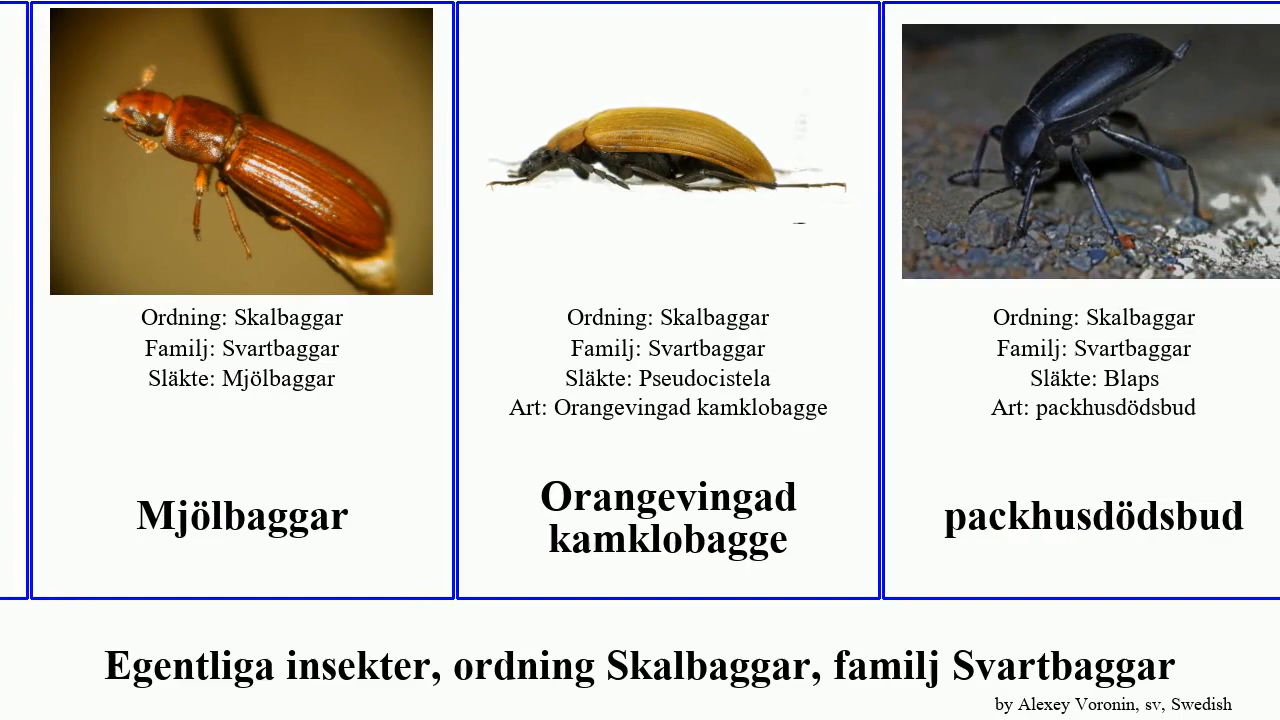 Ordning: Skalbaggar
Familj: Svartbaggar
Släkte: Mjölbaggar
Mjölbaggar
Ordning: Skalbaggar
Familj: Svartbaggar
Släkte: Pseudocistela
Art: Orangevingad kamklobagge
Orangevingad
kamklobagge
Ordning: Skalbaggar
Familj: Svartbaggar
Släkte: Blaps
Art: packhusdödsbud
packhusdödsbud
Egentliga insekter, ordning Skalbaggar, familj Svartbaggar
by Alexey Voronin, sv, Swedish